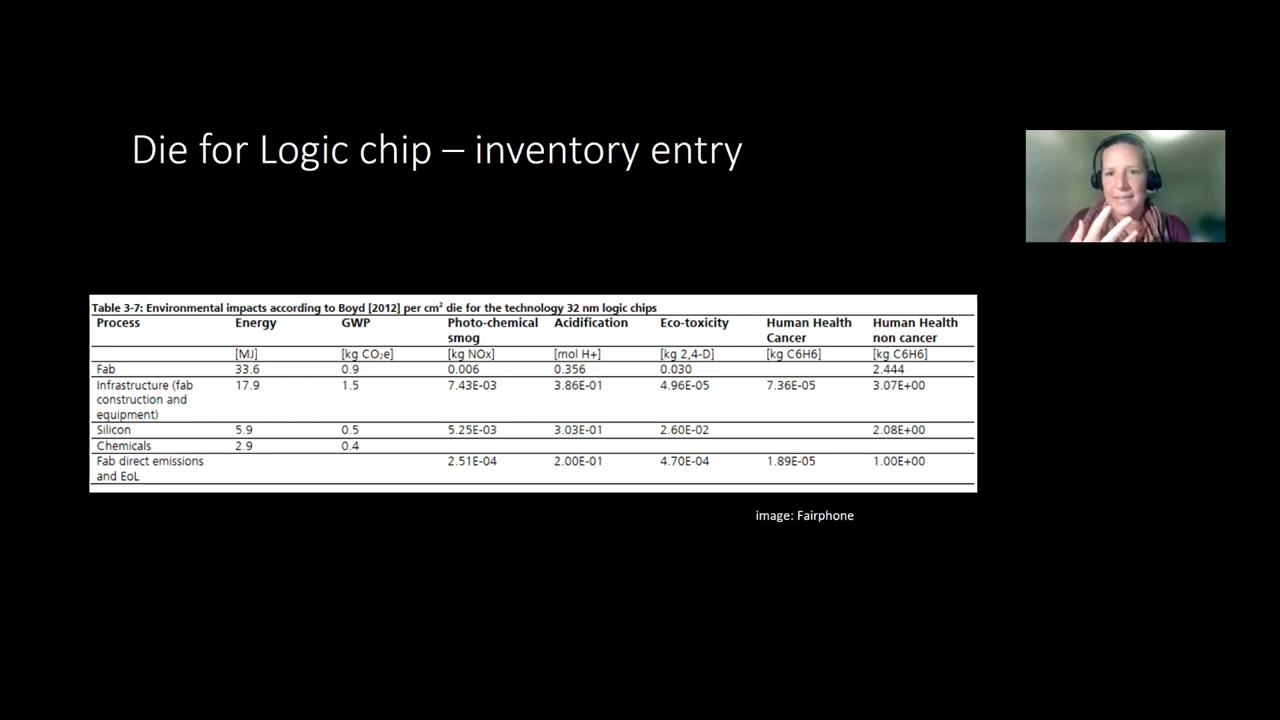 Die for Logic chip – inventory entry
Table 3-7: Environmental impacts according to Boyd [2012] per cm² die for the technology 32 nm logic chips
Process Energy GWP Photo-chemical smog Acidification Eco-toxicity Human Health Cancer Human Health non cancer
[MJ] [kg CO₂e] [kg NOx] [mol H+] [kg 2,4-D] [kg C6H6] [kg C6H6]
Fab 33.6 0.9 0.006 0.356 0.030 2.444
Infrastructure (fab construction and equipment) 17.9 1.5 7.43E-03 3.86E-01 4.96E-05 7.36E-05 3.07E+00
Silicon 5.9 0.5 5.25E-03 3.03E-01 2.60E-02 2.08E+00
Chemicals 2.9 0.4
Fab direct emissions and EoL 2.51E-04 2.00E-01 4.70E-04 1.89E-05 1.00E+00
image: Fairphone